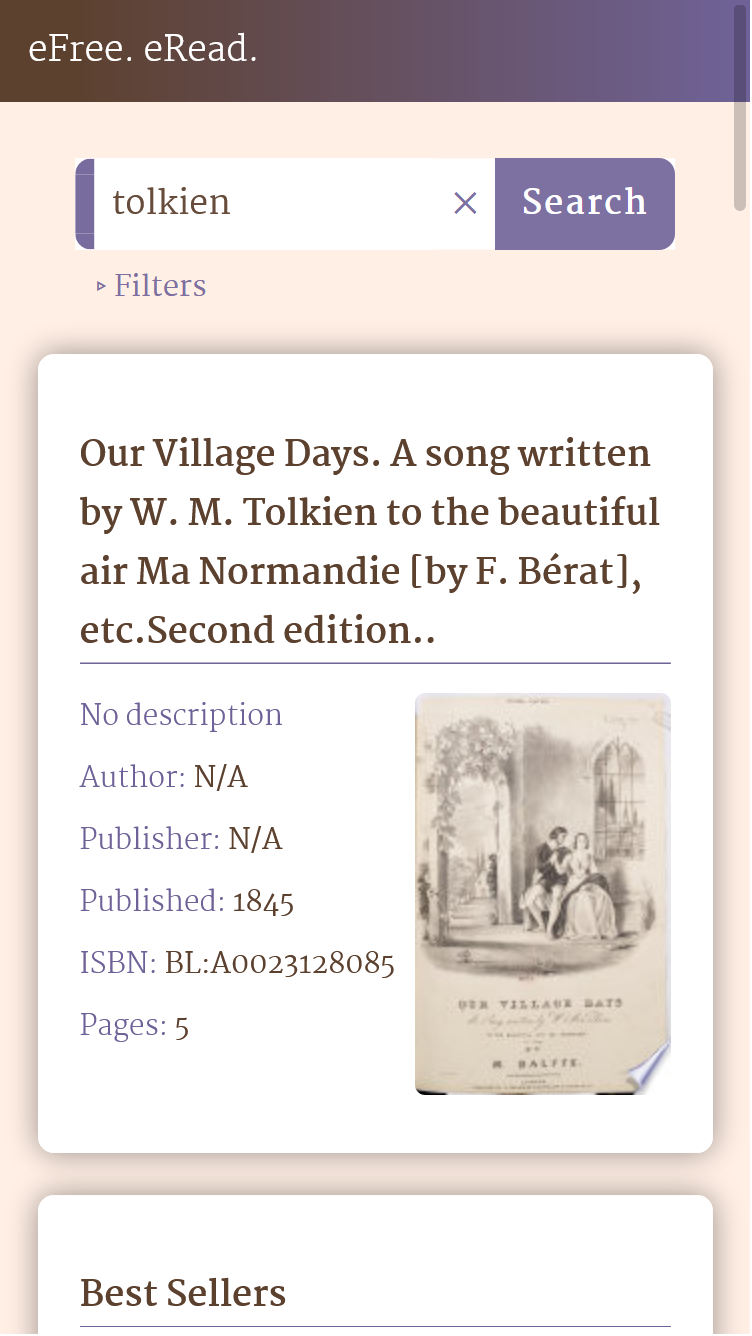 eFree. eRead.
tolkien
Search
Filters
Our Village Days. A song written
by W. M. Tolkien to the beautiful
air Ma Normandie [by F. Bérat],
etc.Second edition..
No description
Author: N/A
Publisher: N/A
Published: 1845
ISBN: BL:A0023128085
Pages: 5
OUR VILLAGE DAYS
M. BALFFE.
Best Sellers